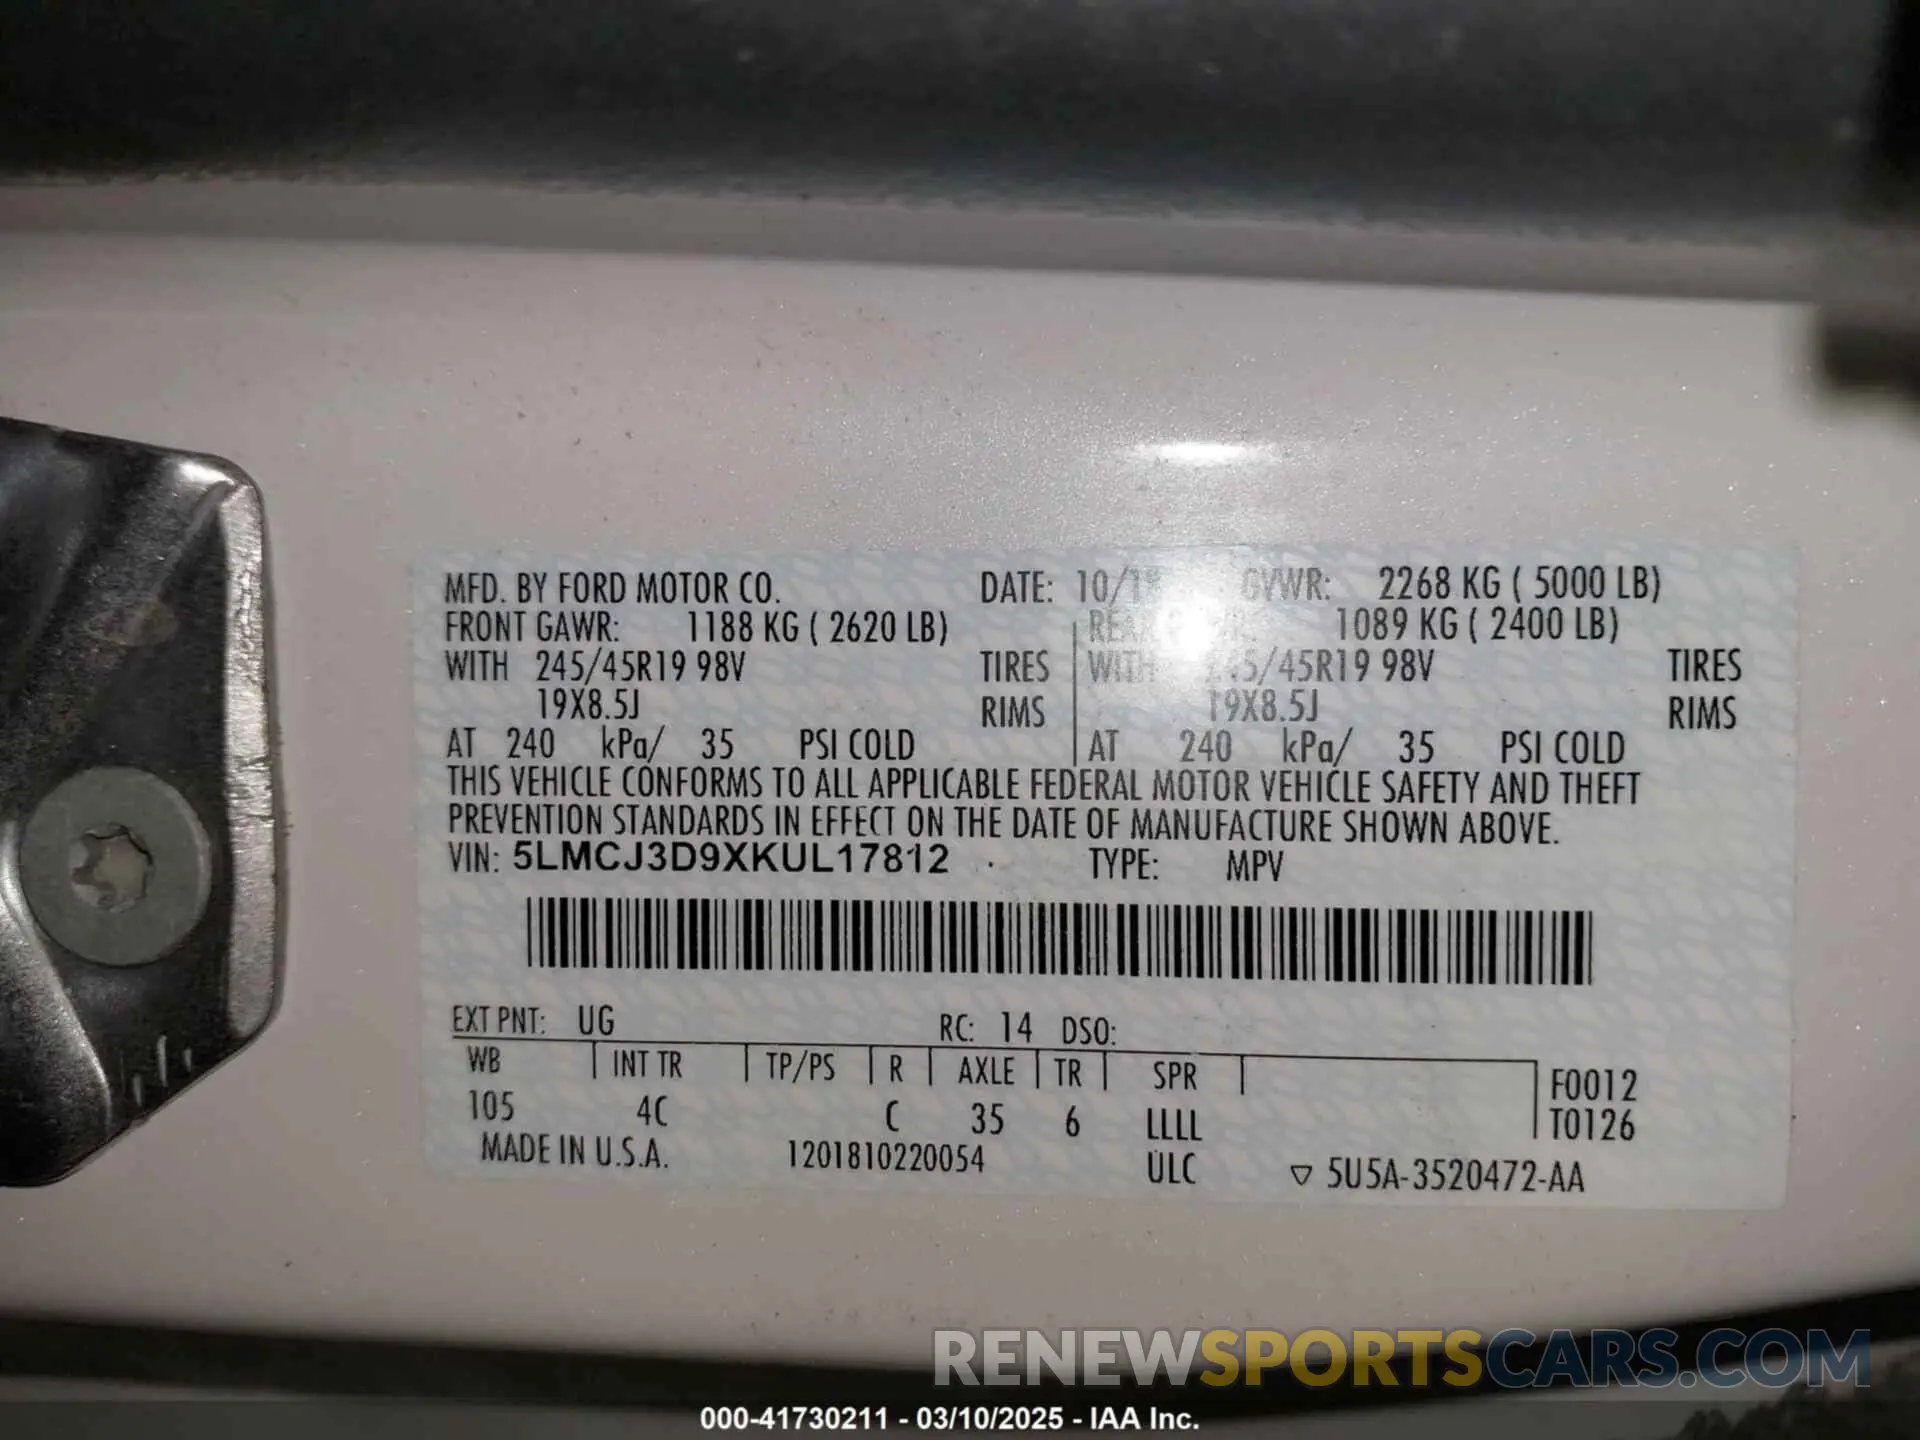 MFD. BY FORD MOTOR CO. DATE: 10/18 GVWR: 2268 KG ( 5000 LB)
FRONT GAWR: 1188 KG ( 2620 LB) REAR 1089 KG ( 2400 LB)
WITH 245/45R19 98V TIRES WITH 245/45R19 98V TIRES
19X8.5J RIMS 19X8.5J RIMS
AT 240 kPa/ 35 PSI COLD AT 240 kPa/ 35 PSI COLD
THIS VEHICLE CONFORMS TO ALL APPLICABLE FEDERAL MOTOR VEHICLE SAFETY AND THEFT
PREVENTION STANDARDS IN EFFECT ON THE DATE OF MANUFACTURE SHOWN ABOVE.
VIN: 5LMCJ3D9XKUL17812 TYPE: MPV
EXT PNT: UG RC: 14 DSO:
WB INT TR TP/PS R AXLE TR SPR F0012
105 4C C 35 6 LLLL T0126
MADE IN U.S.A. 1201810220054 ULC ▽ 5U5A-3520472-AA
RENEWSPORTSCARS.COM
000-41730211 - 03/10/2025 - IAA Inc.